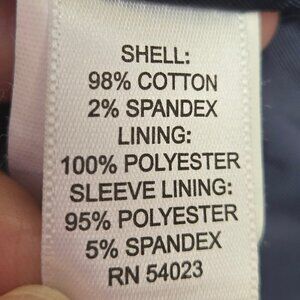 SHELL:
98% COTTON
2% SPANDEX
LINING:
100% POLYESTER
SLEEVE LINING:
95% POLYESTER
5% SPANDEX
RN 54023